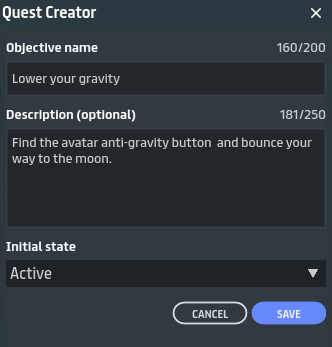 Quest Creator
Objective name 160/200
Lower your gravity
Description (optional) 181/250
Find the avatar anti-gravity button  and bounce your
way to the moon.
Initial state
Active
CANCEL SAVE